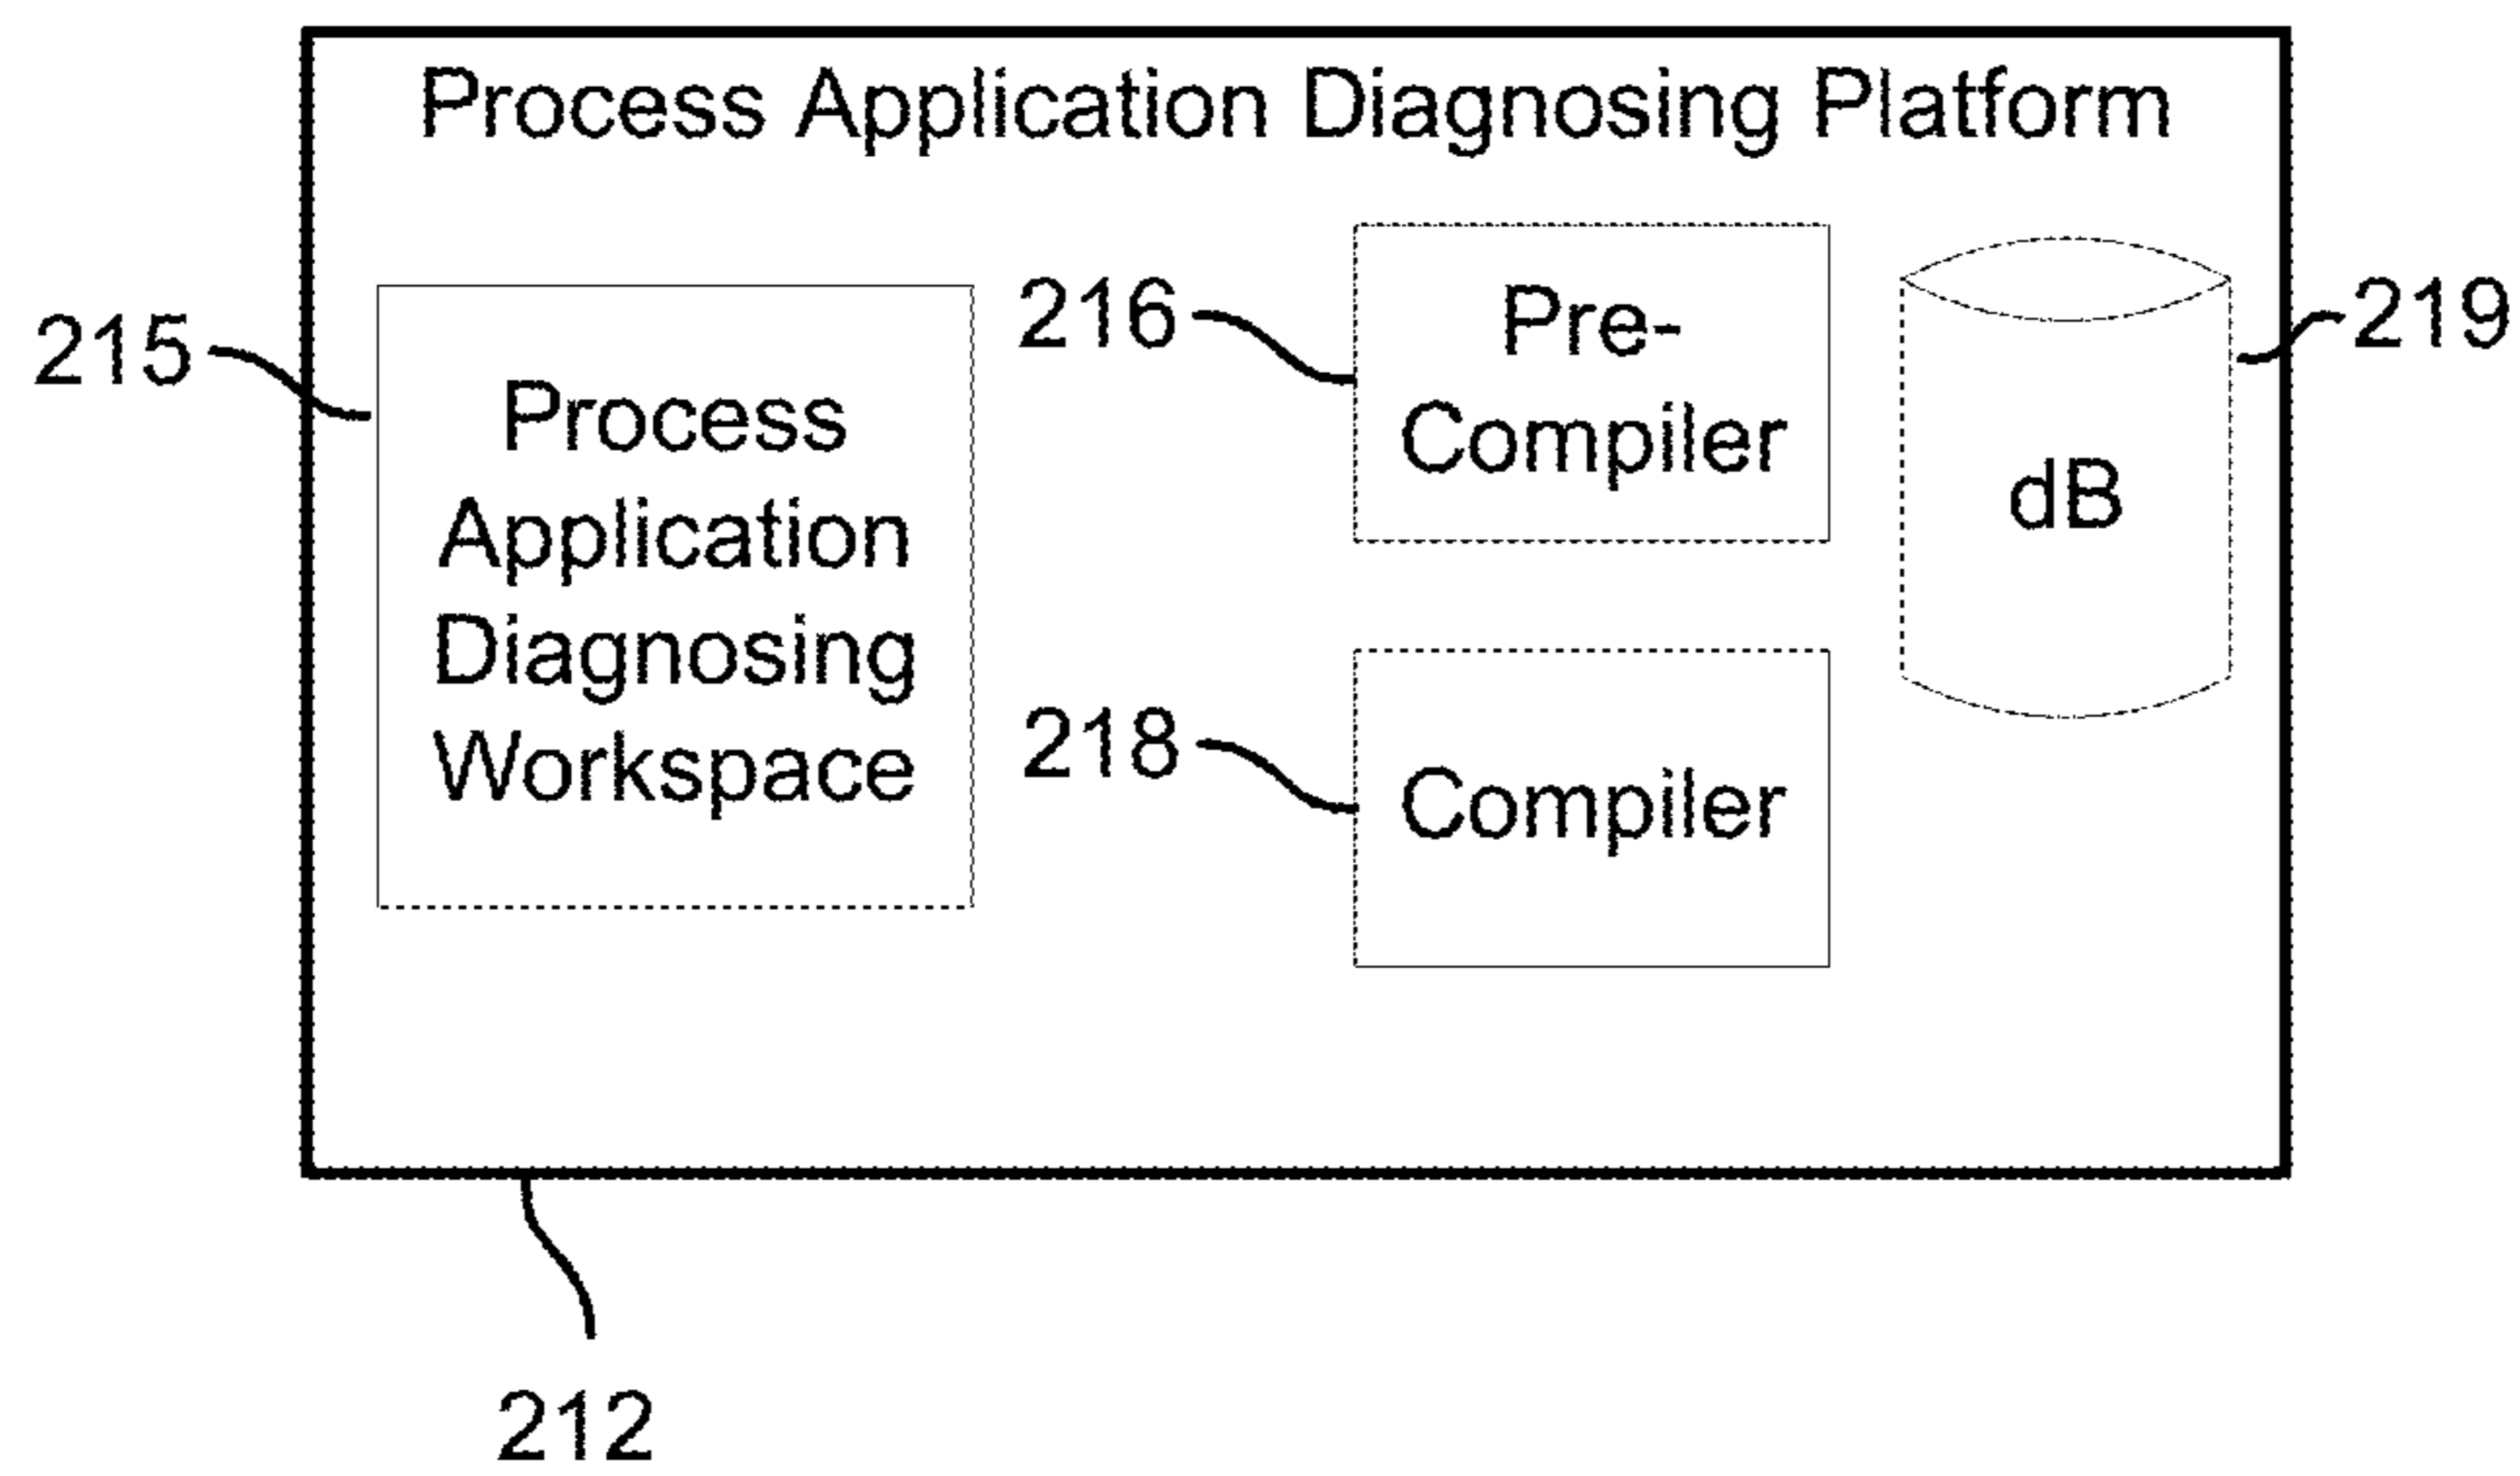 Process Application Diagnosing Platform
215
Process
Application
Diagnosing
Workspace
216
Pre-
Compiler
218
Compiler
dB
219
212